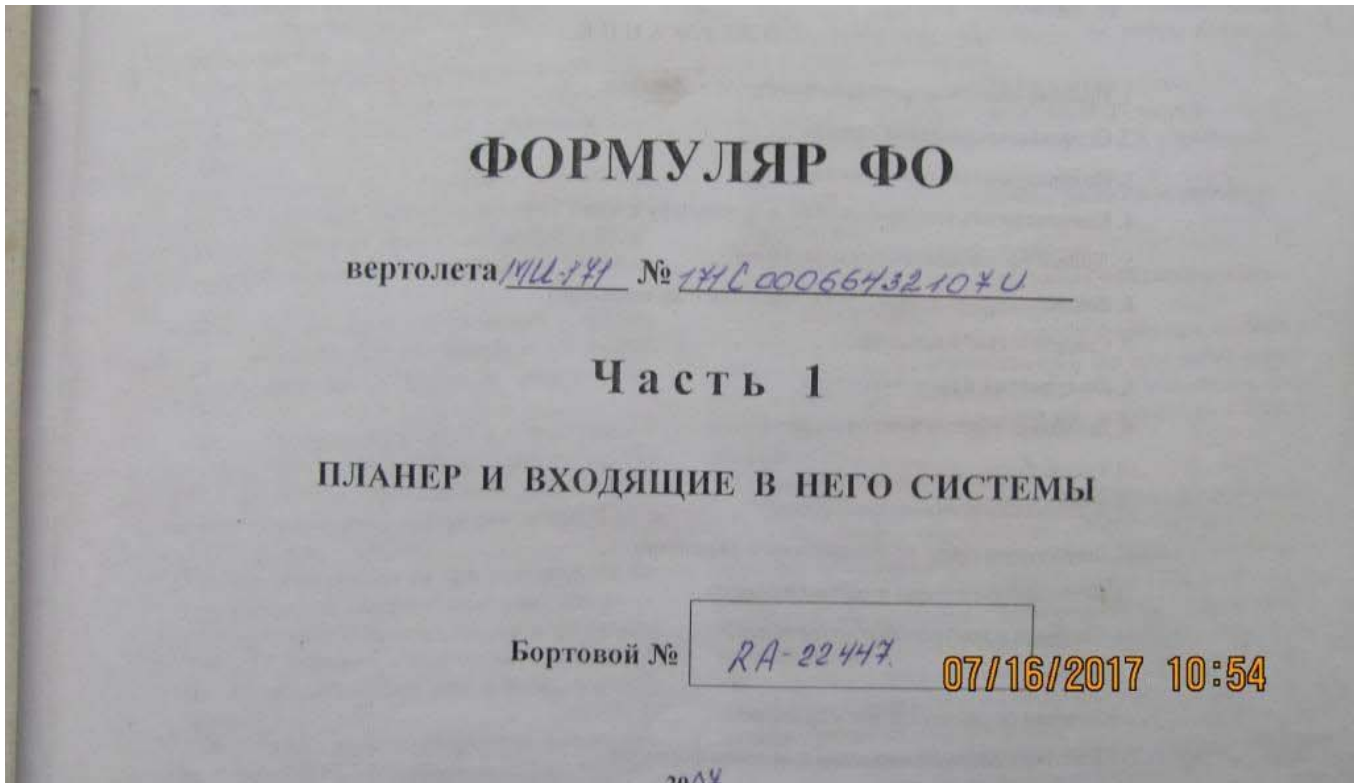 ФОРМУЛЯР ФО
вертолета МИ-171 № 171С00066432107U
Часть 1
ПЛАНЕР И ВХОДЯЩИЕ В НЕГО СИСТЕМЫ
Бортовой № RA-22447
07/16/2017 10:54